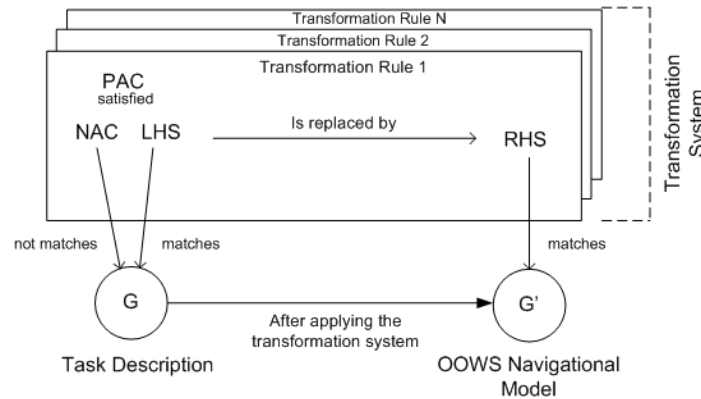 Transformation Rule N
Transformation Rule 2
Transformation Rule 1
PAC
satisfied
NAC LHS
Is replaced by
RHS
Transformation
System
not matches
matches
matches
G
G'
After applying the
transformation system
Task Description
OOWS Navigational
Model